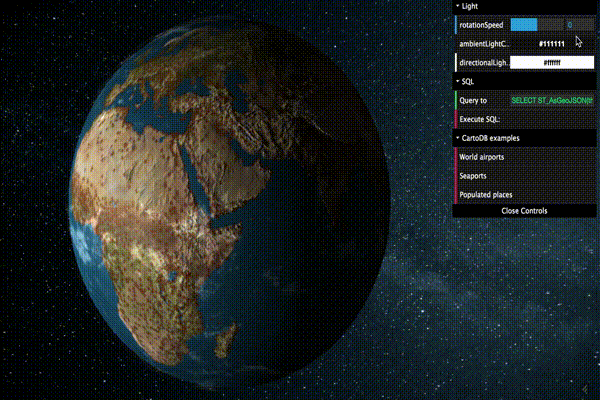 Light
rotationSpeed 0
ambientLightC.. #111111
directionalLigh.. #ffffff
SQL
Query to SELECT ST_AsGeoJSON(t
Execute SQL:
CartoDB examples
World airports
Seaports
Populated places
Close Controls